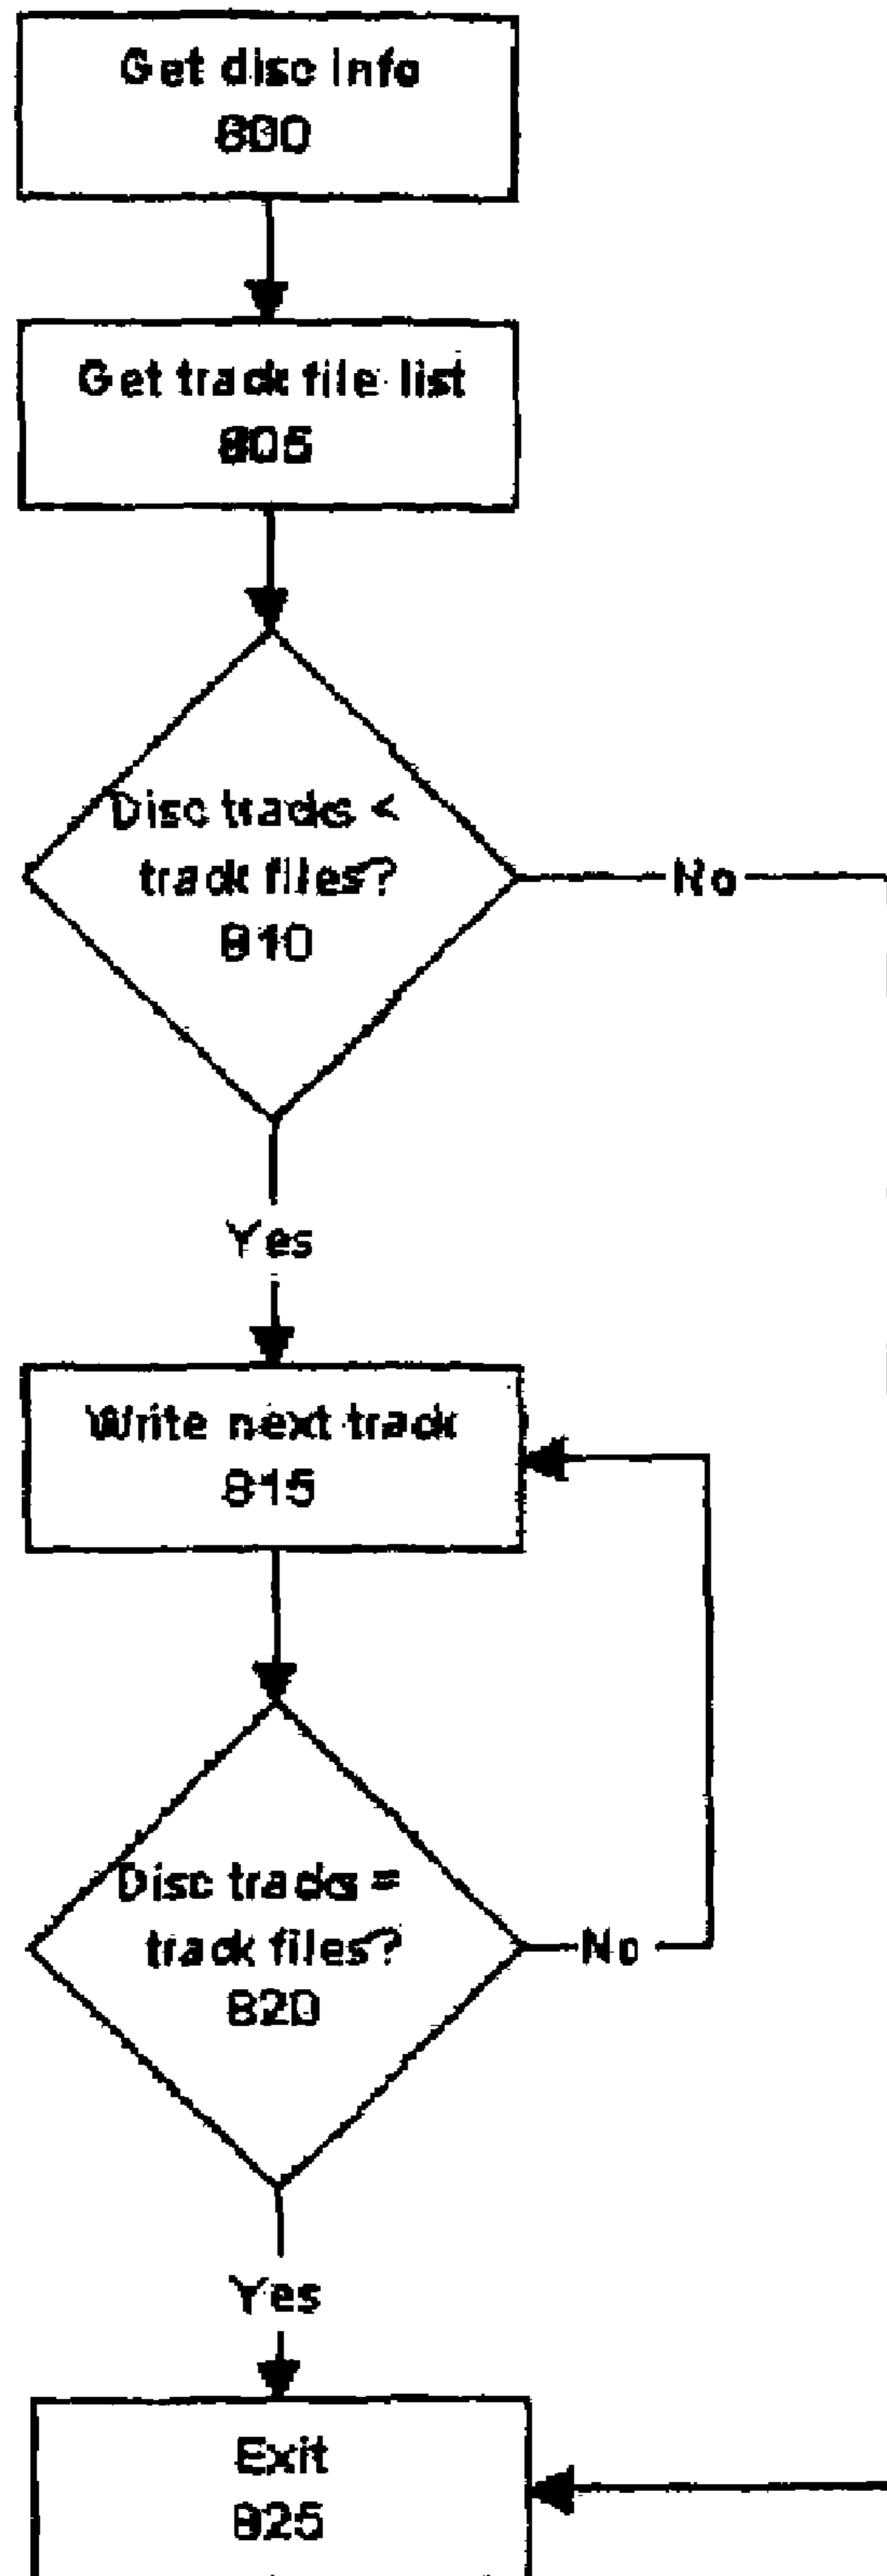 Get disc info
800
Get track file list
805
Disc tracks <
track files?
810
No
Yes
Write next track
815
Disc tracks =
track files?
820
No
Yes
Exit
825